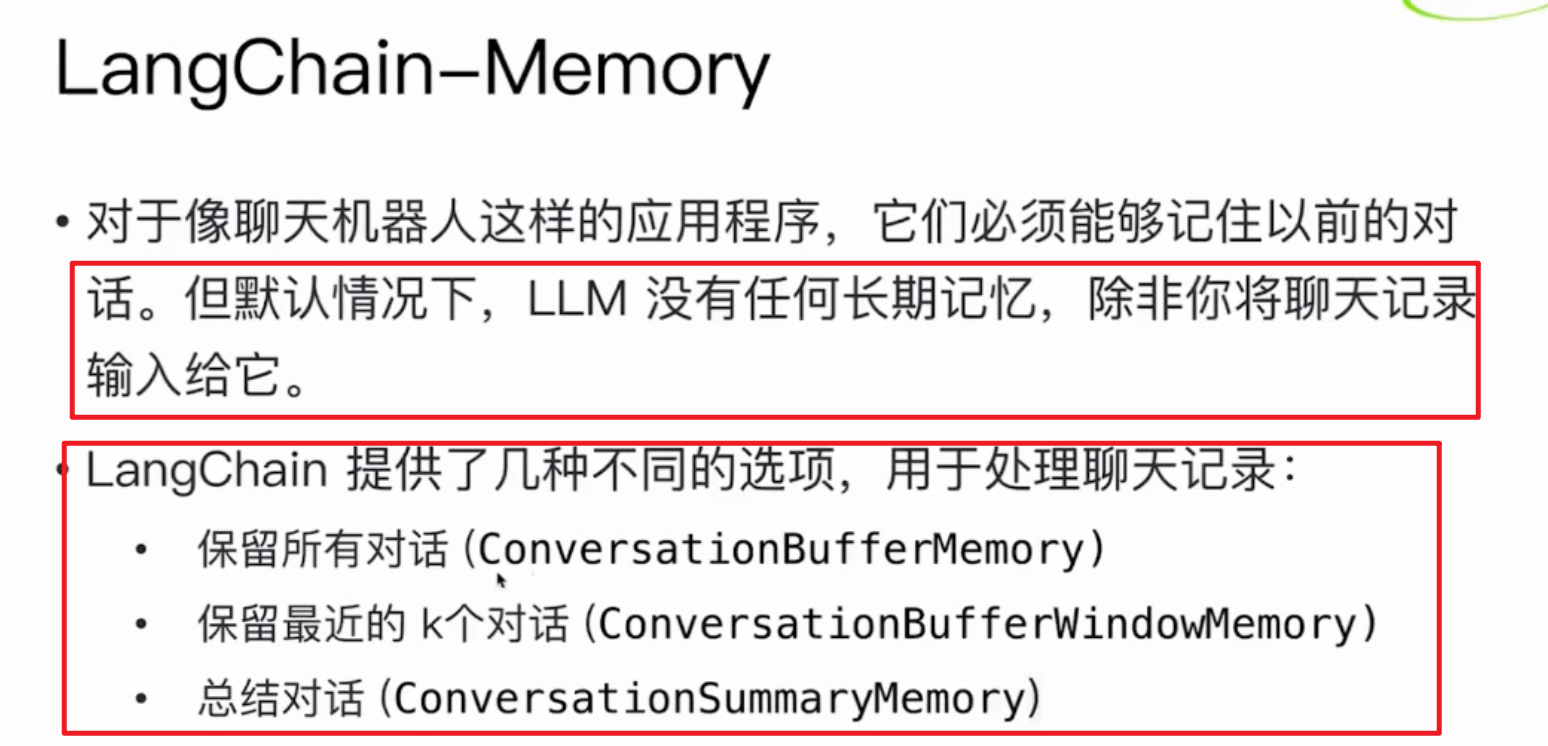 LangChain–Memory
• 对于像聊天机器人这样的应用程序，它们必须能够记住以前的对
话。但默认情况下，LLM 没有任何长期记忆，除非你将聊天记录
输入给它。
• LangChain 提供了几种不同的选项，用于处理聊天记录：
• 保留所有对话 (ConversationBufferMemory)
• 保留最近的 k个对话 (ConversationBufferWindowMemory)
• 总结对话 (ConversationSummaryMemory)